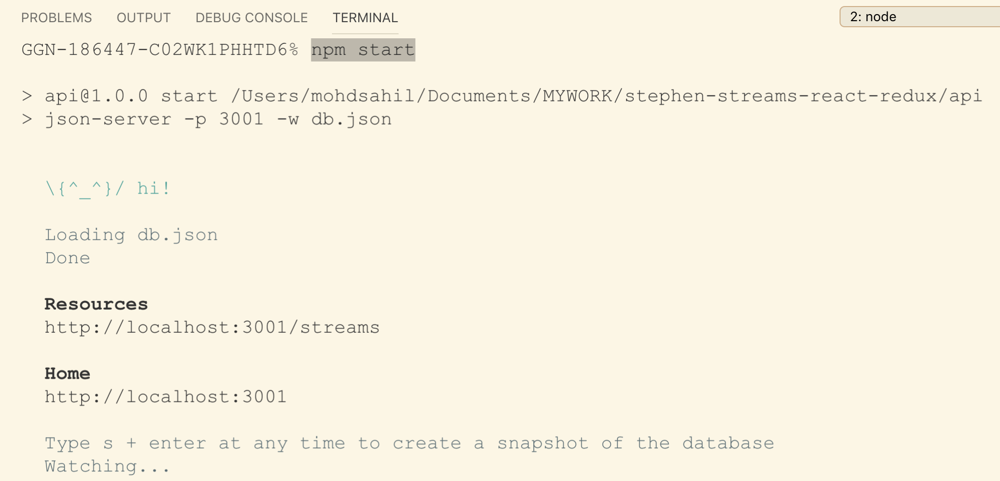 PROBLEMS OUTPUT DEBUG CONSOLE TERMINAL 2: node
GGN-186447-C02WK1PHHTD6% npm start
> api@1.0.0 start /Users/mohdsahil/Documents/MYWORK/stephen-streams-react-redux/api
> json-server -p 3001 -w db.json
\{^_^}/ hi!
Loading db.json
Done
Resources
http://localhost:3001/streams
Home
http://localhost:3001
Type s + enter at any time to create a snapshot of the database
Watching...